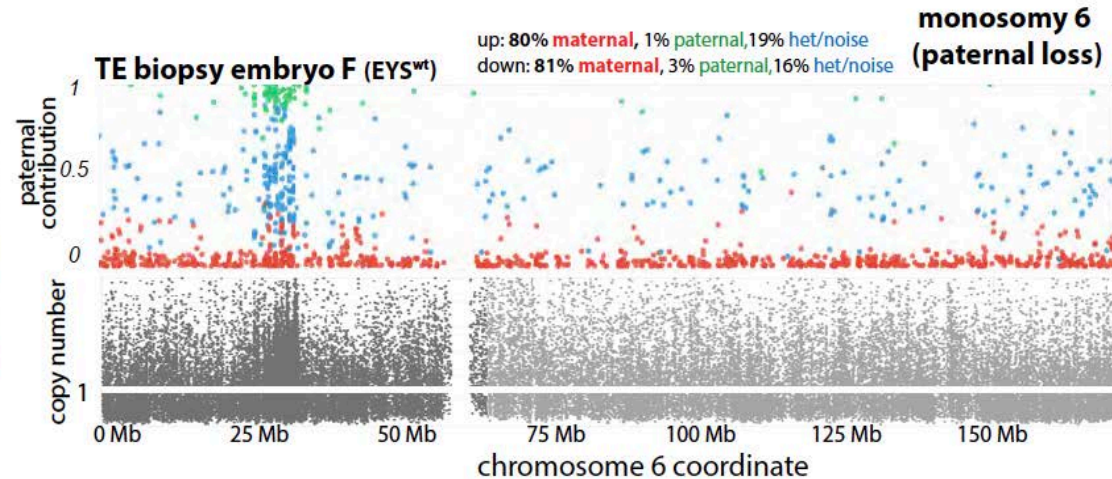 monosomy 6
(paternal loss)
up: 80% maternal, 1% paternal,19% het/noise
down: 81% maternal, 3% paternal,16% het/noise
TE biopsy embryo F (EYSwt)
1
0.5
0
paternal
contribution
copy number
1
0 Mb 25 Mb 50 Mb 75 Mb 100 Mb 125 Mb 150 Mb
chromosome 6 coordinate